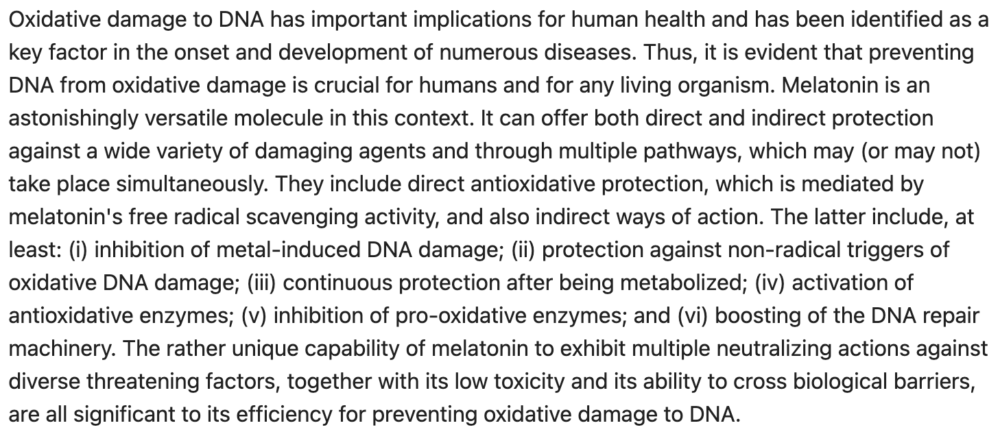 Oxidative damage to DNA has important implications for human health and has been identified as a
key factor in the onset and development of numerous diseases. Thus, it is evident that preventing
DNA from oxidative damage is crucial for humans and for any living organism. Melatonin is an
astonishingly versatile molecule in this context. It can offer both direct and indirect protection
against a wide variety of damaging agents and through multiple pathways, which may (or may not)
take place simultaneously. They include direct antioxidative protection, which is mediated by
melatonin's free radical scavenging activity, and also indirect ways of action. The latter include, at
least: (i) inhibition of metal-induced DNA damage; (ii) protection against non-radical triggers of
oxidative DNA damage; (iii) continuous protection after being metabolized; (iv) activation of
antioxidative enzymes; (v) inhibition of pro-oxidative enzymes; and (vi) boosting of the DNA repair
machinery. The rather unique capability of melatonin to exhibit multiple neutralizing actions against
diverse threatening factors, together with its low toxicity and its ability to cross biological barriers,
are all significant to its efficiency for preventing oxidative damage to DNA.